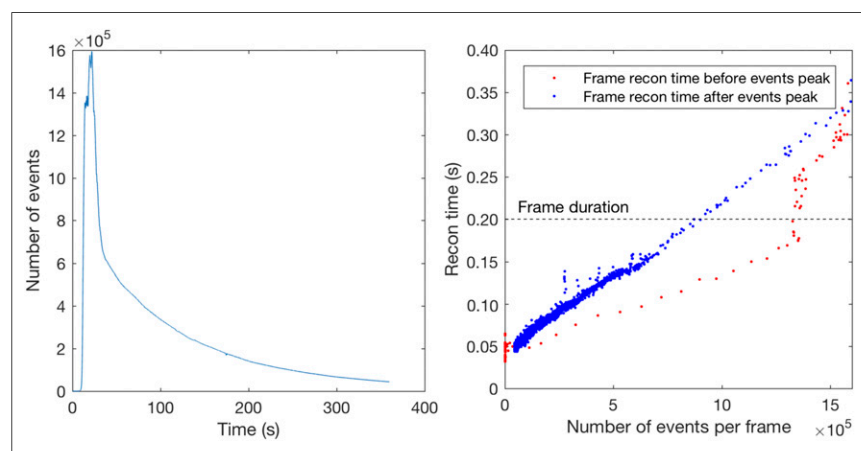 ×10^5
16
14
12
10
8
6
4
2
0
Number of events
0 100 200 300 400
Time (s)
0.40
0.35
0.30
0.25
0.20
0.15
0.10
0.05
0
Recon time (s)
Frame recon time before events peak
Frame recon time after events peak
Frame duration
0 5 10 15
Number of events per frame ×10^5